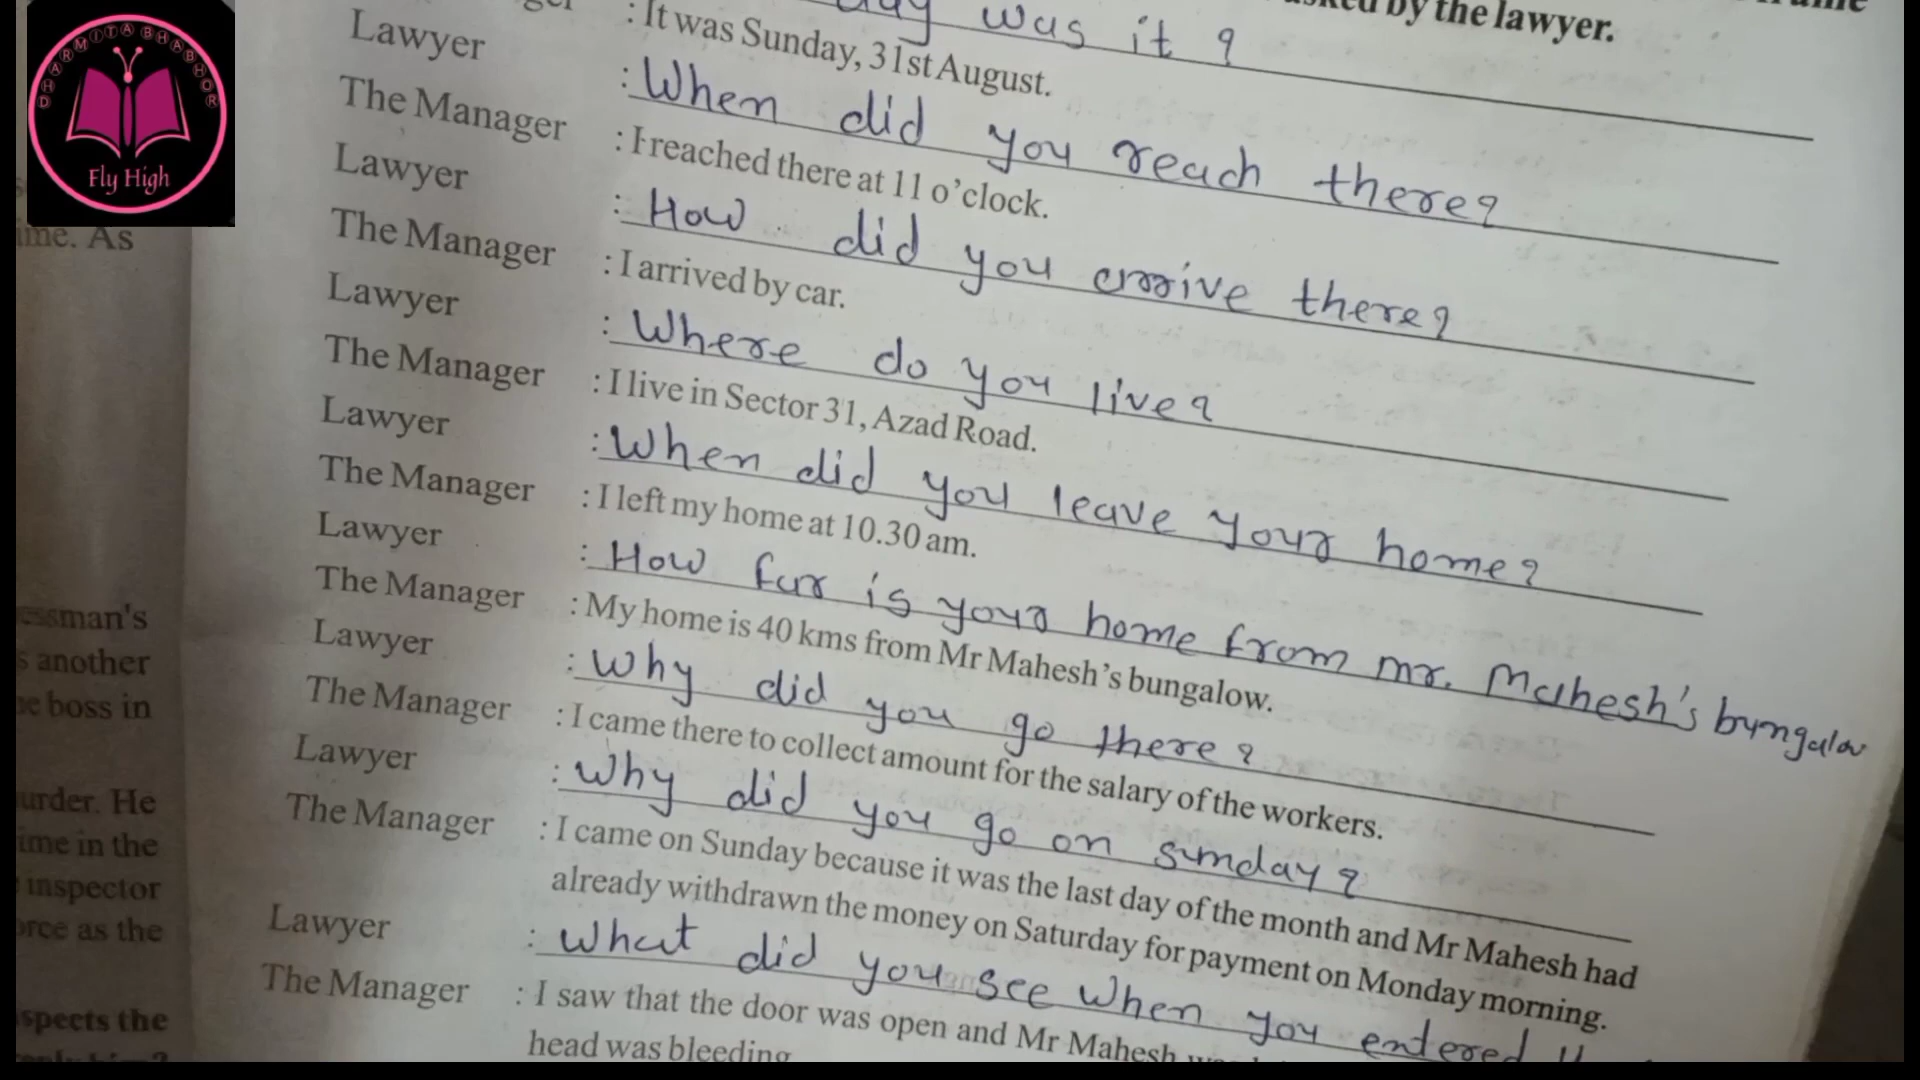 DHARMITA BHABHOR
Fly High
by the lawyer.
was it ?
: It was Sunday, 31st August.
Lawyer : When did you reach there?
The Manager : I reached there at 11 o'clock.
Lawyer : How did you arrive there?
The Manager : I arrived by car.
Lawyer : Where do you live?
The Manager : I live in Sector 31, Azad Road.
Lawyer : When did you leave your home?
The Manager : I left my home at 10.30 am.
Lawyer : How far is your home from mr. Mahesh's bungalow
The Manager : My home is 40 kms from Mr Mahesh's bungalow.
Lawyer : Why did you go there?
The Manager : I came there to collect amount for the salary of the workers.
Lawyer : Why did you go on sunday?
The Manager : I came on Sunday because it was the last day of the month and Mr Mahesh had
already withdrawn the money on Saturday for payment on Monday morning.
Lawyer : What did you see when you entered
The Manager : I saw that the door was open and Mr Mahesh
head was bleeding
ime. As
essman's
s another
boss in
urder. He
ime in the
inspector
orce as the
spects the